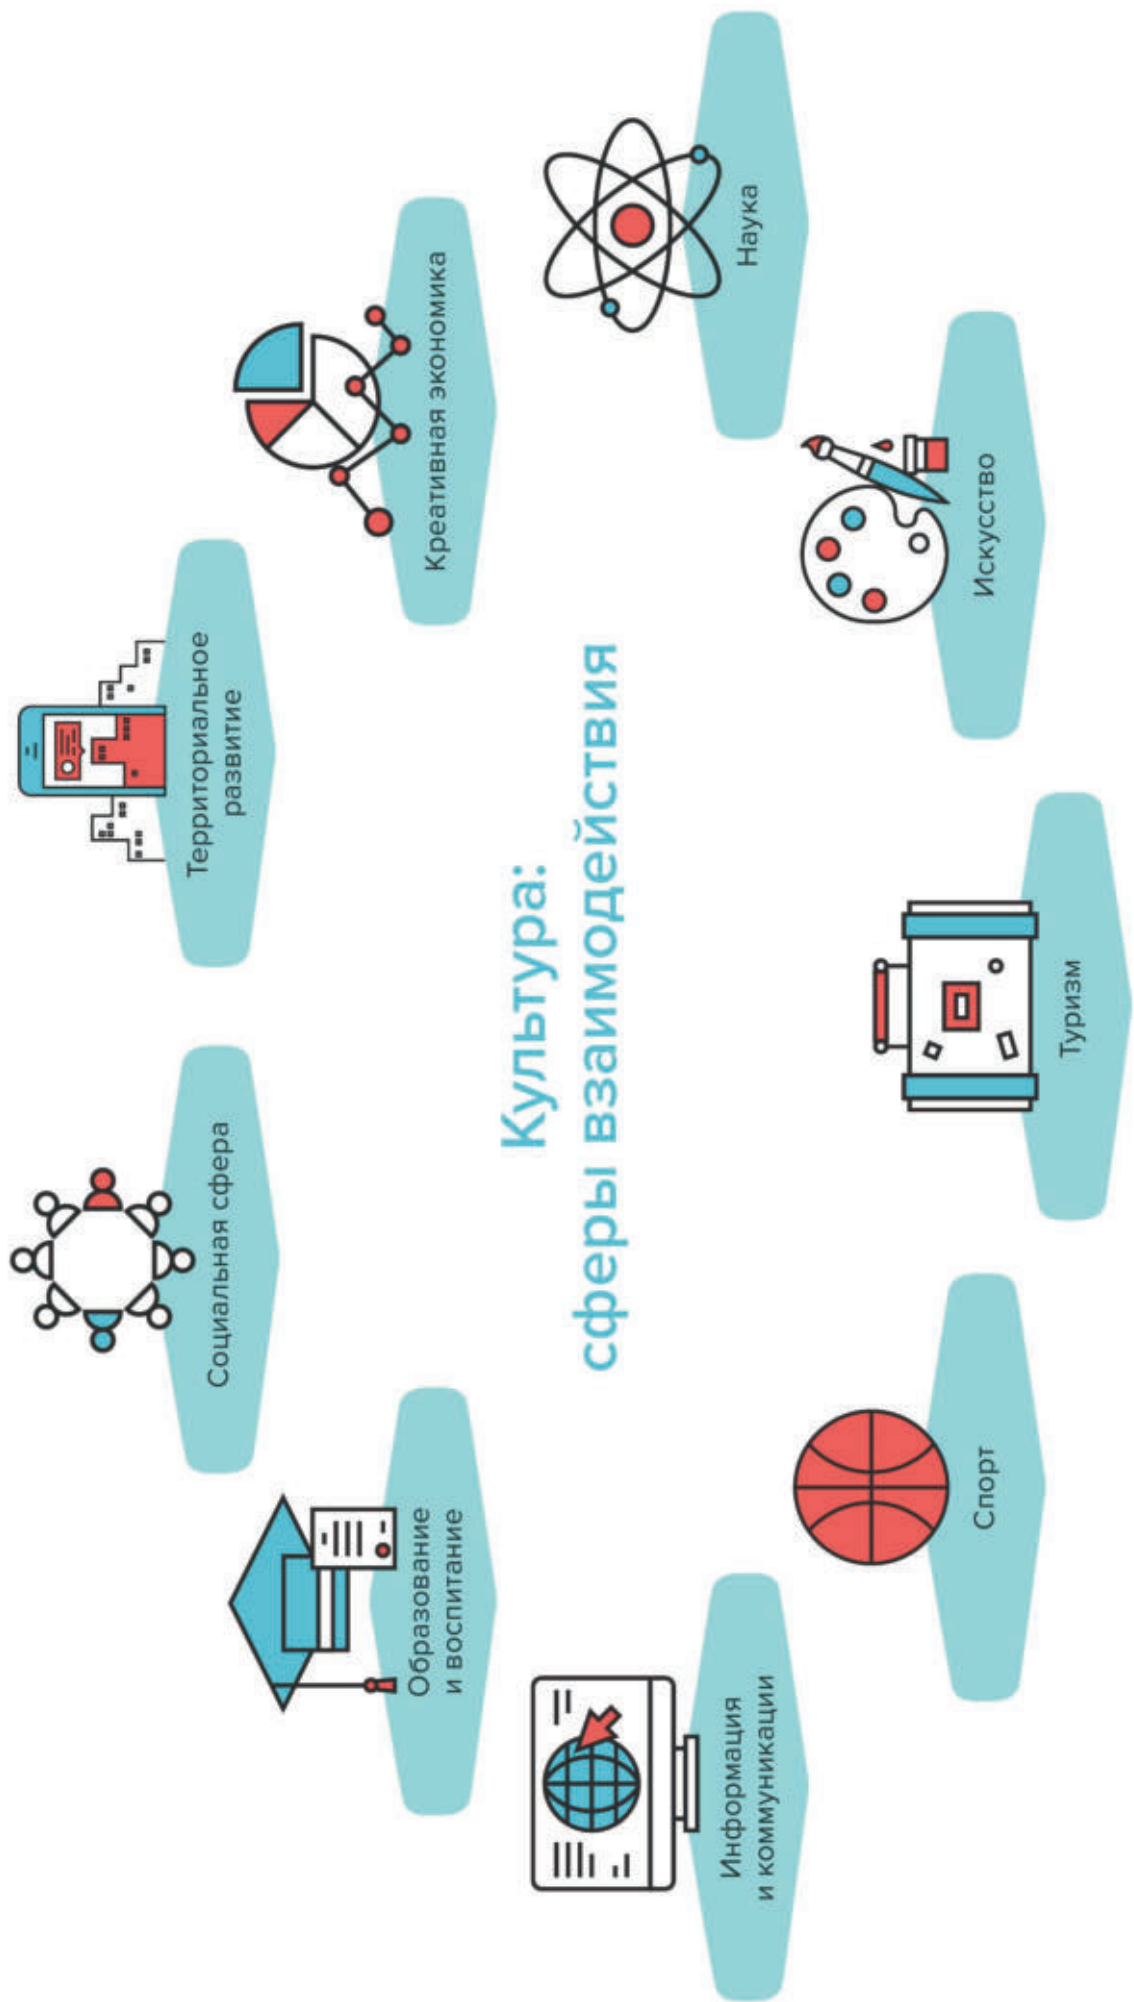 Культура:
сферы взаимодействия
Социальная сфера
Территориальное
развитие
Образование
и воспитание
Креативная экономика
Информация
и коммуникации
Наука
Спорт
Искусство
Туризм